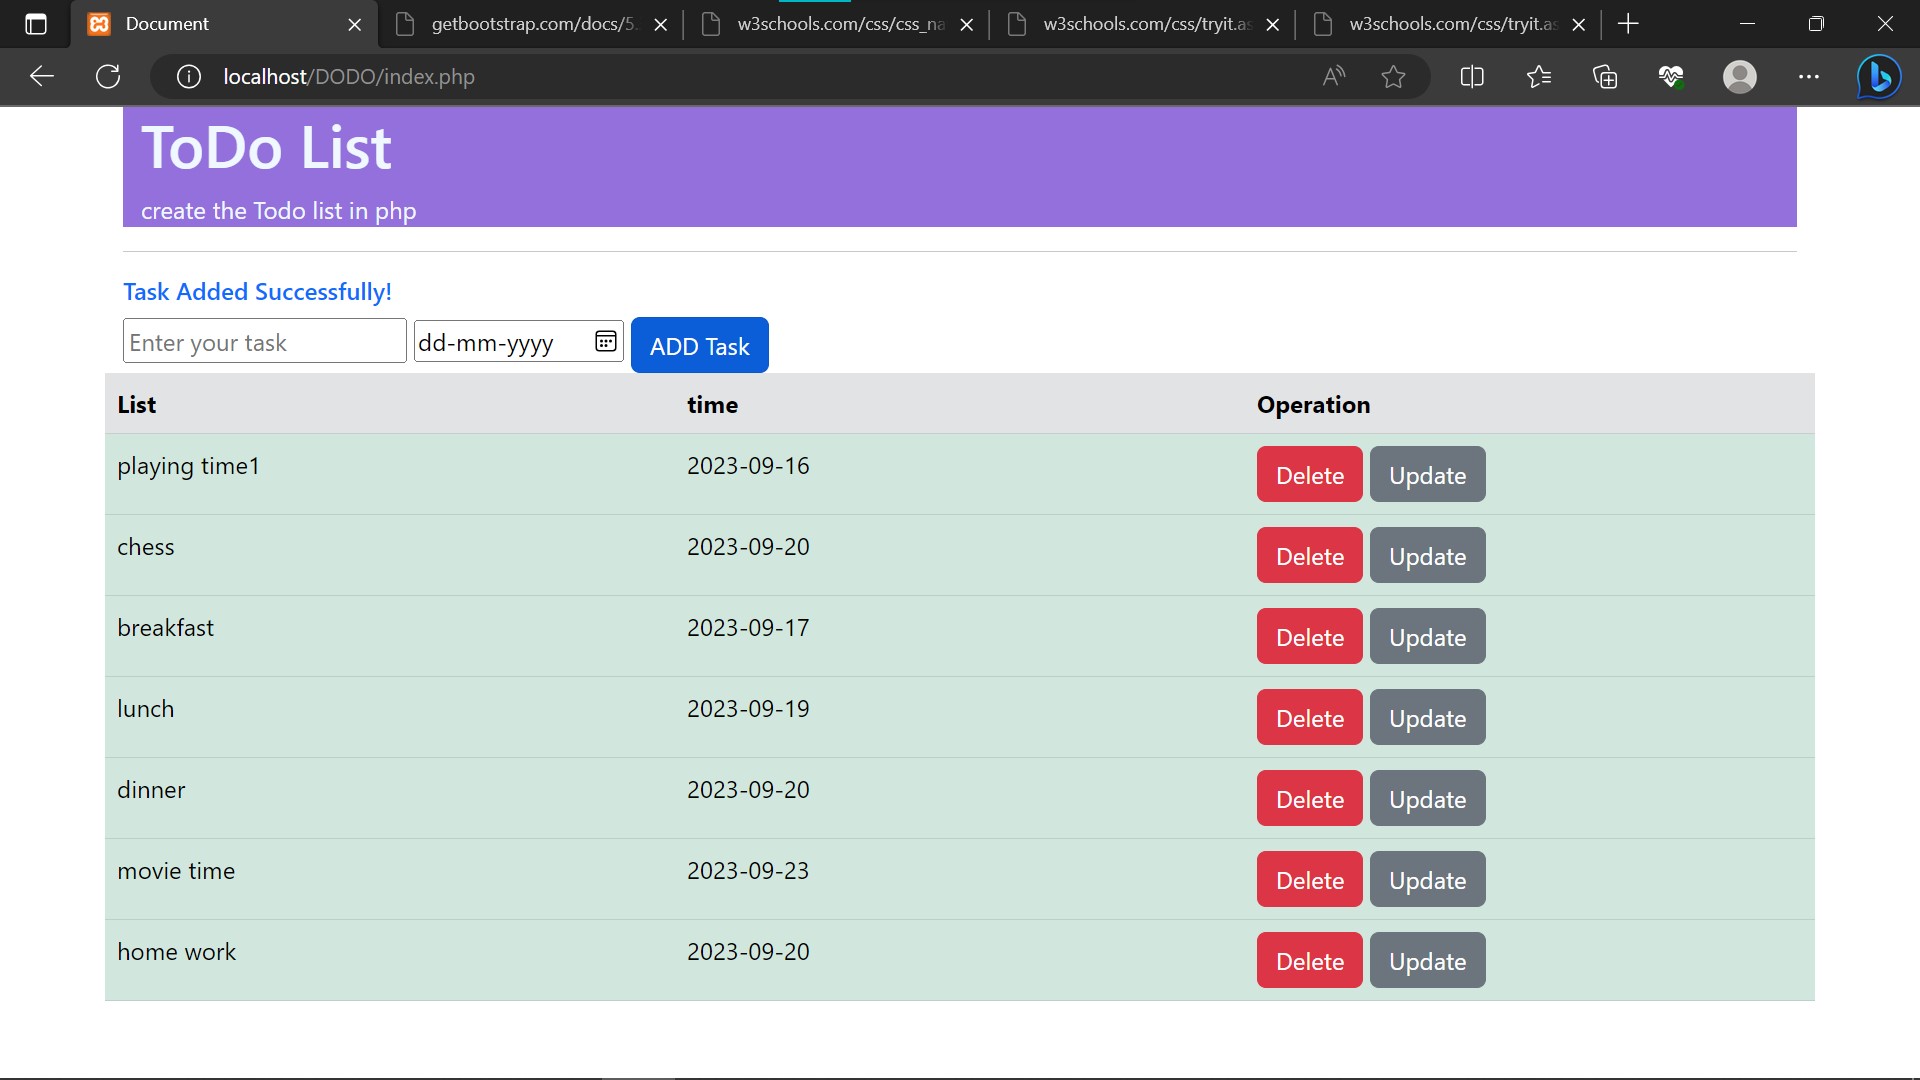 Document
getbootstrap.com/docs/5.
w3schools.com/css/css_na
w3schools.com/css/tryit.as
w3schools.com/css/tryit.as
localhost/DODO/index.php
ToDo List
create the Todo list in php
Task Added Successfully!
Enter your task dd-mm-yyyy ADD Task
List time Operation
playing time1 2023-09-16 Delete Update
chess 2023-09-20 Delete Update
breakfast 2023-09-17 Delete Update
lunch 2023-09-19 Delete Update
dinner 2023-09-20 Delete Update
movie time 2023-09-23 Delete Update
home work 2023-09-20 Delete Update